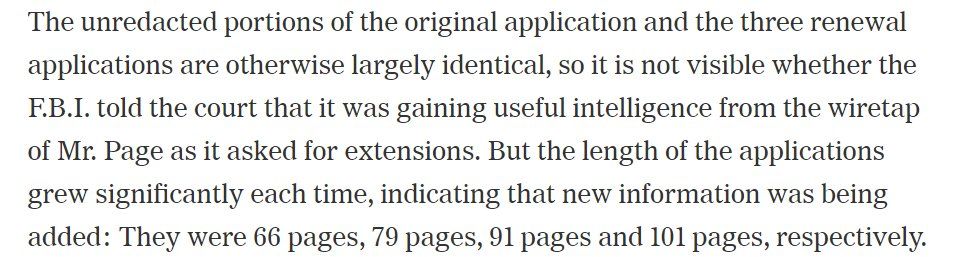 The unredacted portions of the original application and the three renewal
applications are otherwise largely identical, so it is not visible whether the
F.B.I. told the court that it was gaining useful intelligence from the wiretap
of Mr. Page as it asked for extensions. But the length of the applications
grew significantly each time, indicating that new information was being
added: They were 66 pages, 79 pages, 91 pages and 101 pages, respectively.